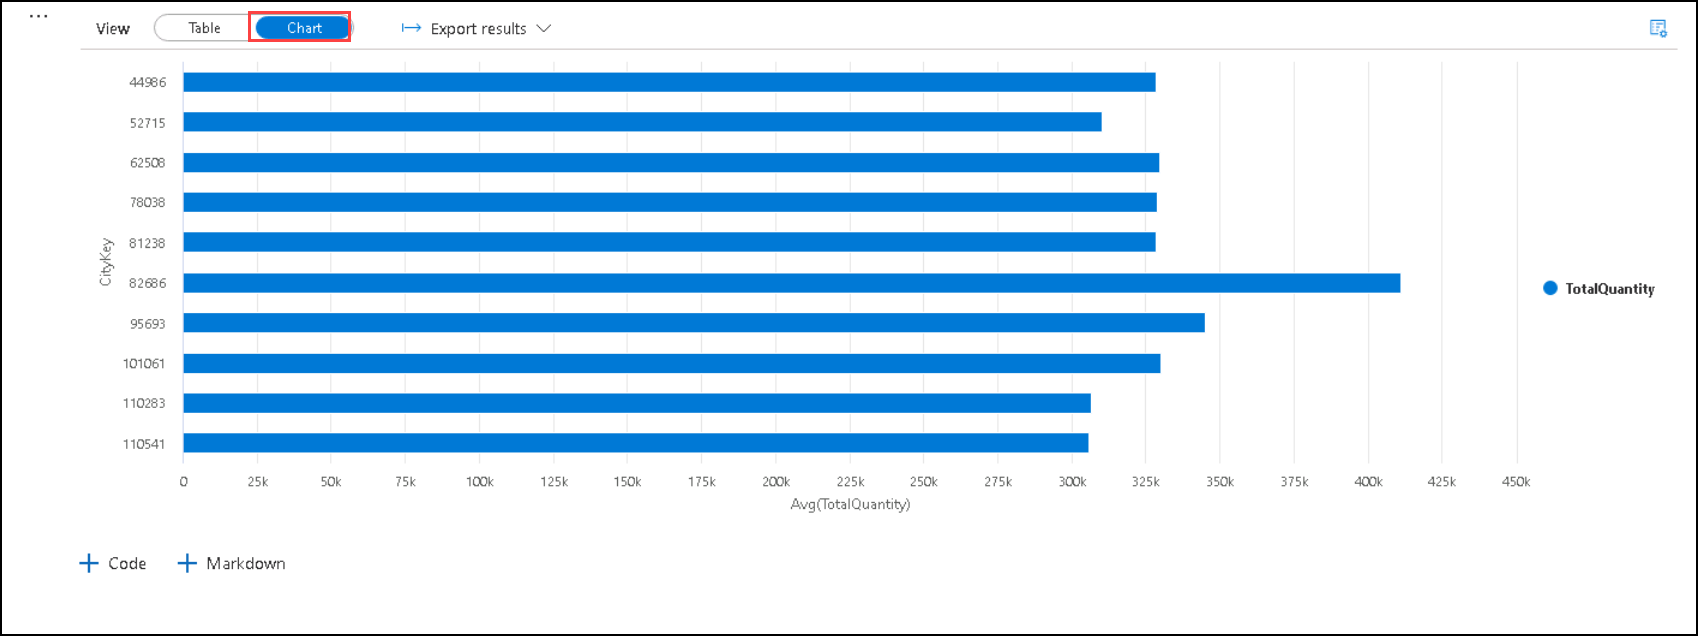 ...
View Table Chart Export results
44986
52715
62508
78038
81238
82686
95693
101061
110283
110541
CityKey
TotalQuantity
0 25k 50k 75k 100k 125k 150k 175k 200k 225k 250k 275k 300k 325k 350k 375k 400k 425k 450k
Avg(TotalQuantity)
+ Code + Markdown